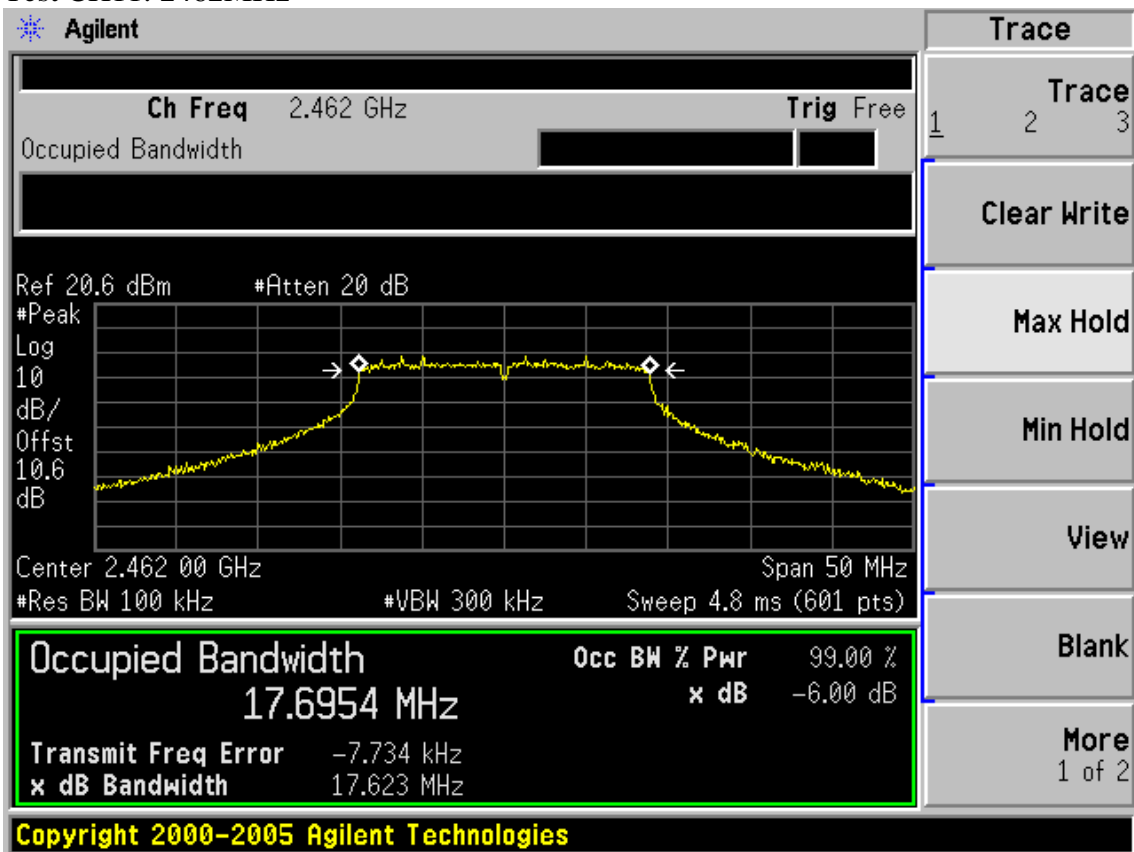 Agilent
Trace
Ch Freq 2.462 GHz Trig Free
Occupied Bandwidth
Ref 20.6 dBm #Atten 20 dB
#Peak
Log
10
dB/
Offst
10.6
dB
Center 2.462 00 GHz Span 50 MHz
#Res BW 100 kHz #VBW 300 kHz Sweep 4.8 ms (601 pts)
Occupied Bandwidth
17.6954 MHz
Occ BW % Pwr 99.00 %
x dB -6.00 dB
Transmit Freq Error -7.734 kHz
x dB Bandwidth 17.623 MHz
Trace
1 2 3
Clear Write
Max Hold
Min Hold
View
Blank
More
1 of 2
Copyright 2000-2005 Agilent Technologies